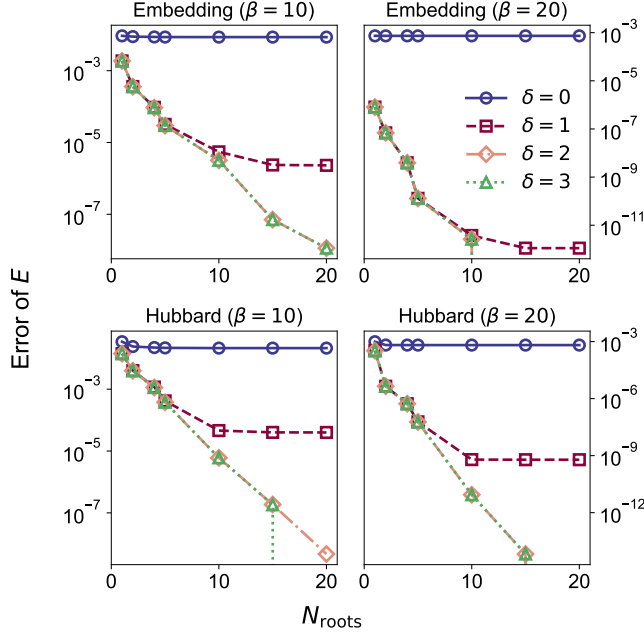 Embedding (β = 10)
Embedding (β = 20)
10⁻³
10⁻⁵
10⁻⁷
0
10
20
10⁻³
10⁻⁵
10⁻⁷
10⁻⁹
10⁻¹¹
0
10
20
δ = 0
δ = 1
δ = 2
δ = 3
Error of E
Hubbard (β = 10)
Hubbard (β = 20)
10⁻³
10⁻⁵
10⁻⁷
0
10
20
10⁻³
10⁻⁶
10⁻⁹
10⁻¹²
0
10
20
N_roots